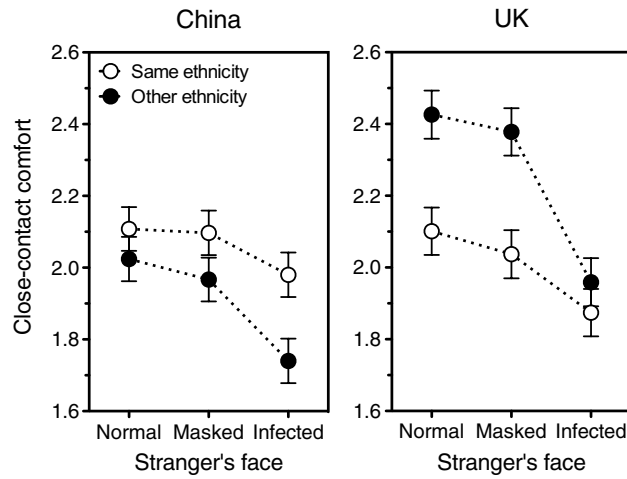 China
UK
Close-contact comfort
2.6
2.4
2.2
2.0
1.8
1.6
Same ethnicity
Other ethnicity
Normal Masked Infected
Stranger's face
2.6
2.4
2.2
2.0
1.8
1.6
Normal Masked Infected
Stranger's face